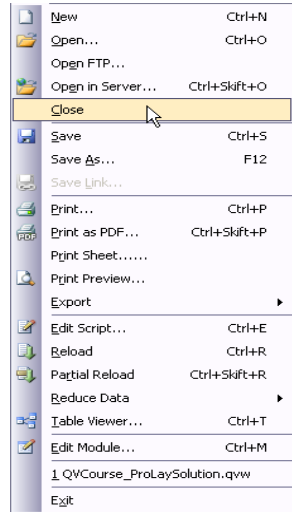 New Ctrl+N
Open... Ctrl+O
Open FTP...
Open in Server... Ctrl+Skift+O
Close
Save Ctrl+S
Save As... F12
Save Link...
Print... Ctrl+P
Print as PDF... Ctrl+Skift+P
Print Sheet......
Print Preview...
Export
Edit Script... Ctrl+E
Reload Ctrl+R
Partial Reload Ctrl+Skift+R
Reduce Data
Table Viewer... Ctrl+T
Edit Module... Ctrl+M
1 QVCourse_ProLaySolution.qvw
Exit